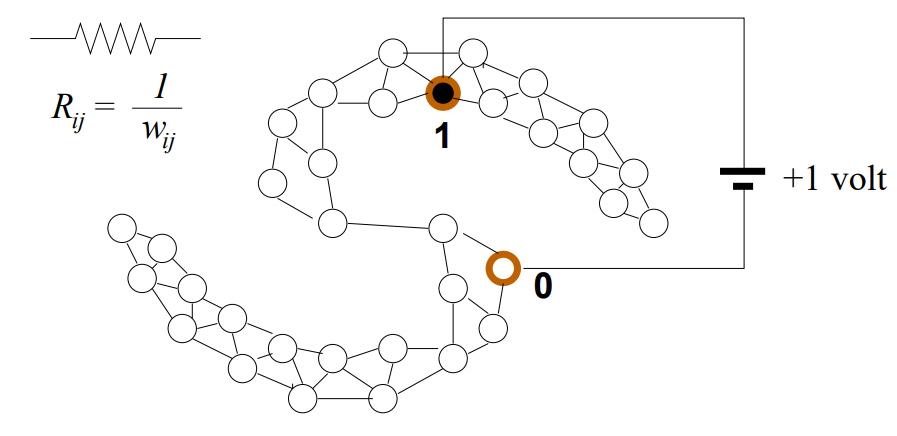 R_ij = 1 / w_ij
1
+1 volt
0